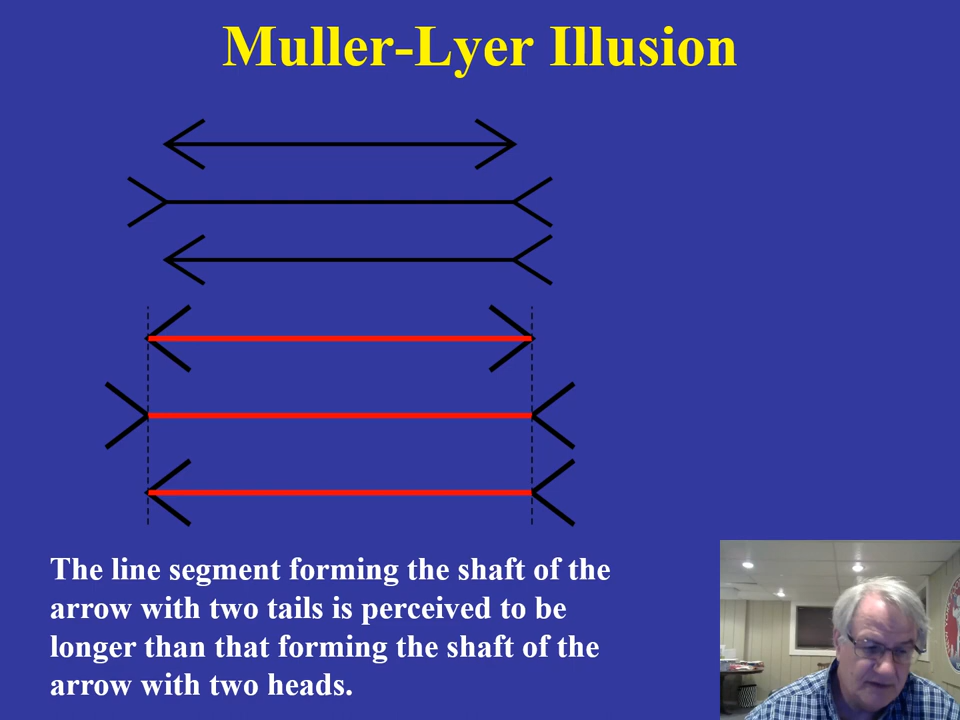 Muller-Lyer Illusion
The line segment forming the shaft of the
arrow with two tails is perceived to be
longer than that forming the shaft of the
arrow with two heads.